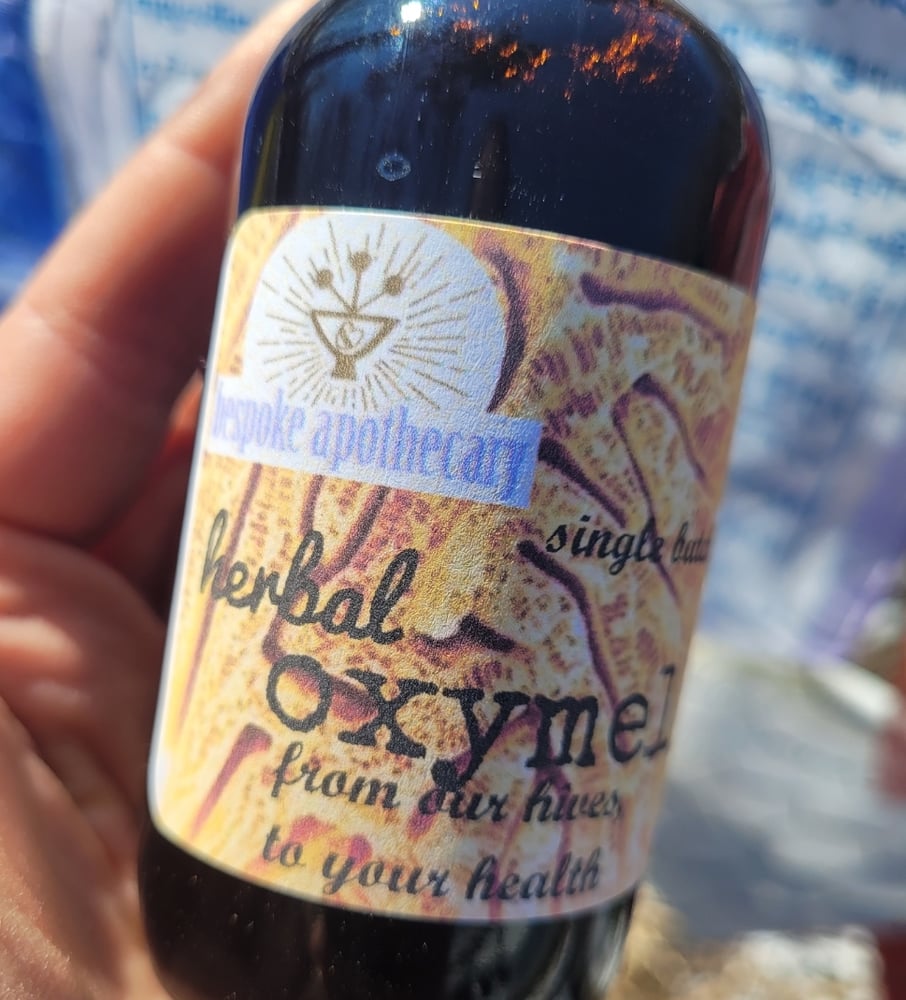 bespoke apothecary
single
herbal
oxymel
from our hives,
to your health